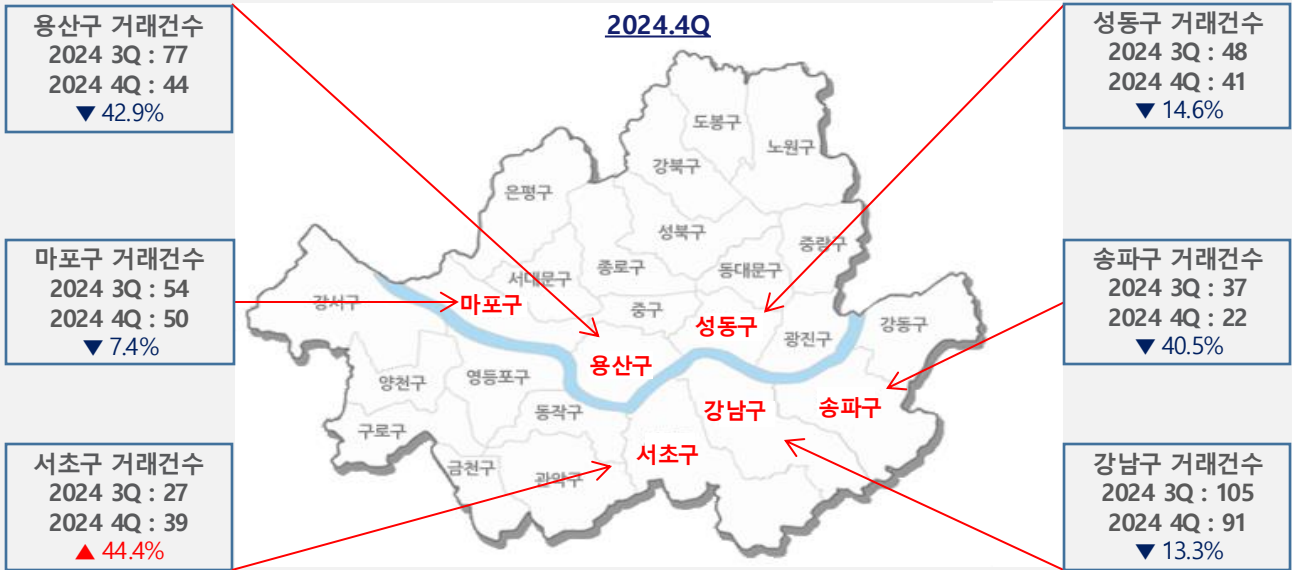 2024.4Q
용산구 거래건수
2024 3Q : 77
2024 4Q : 44
▼ 42.9%
성동구 거래건수
2024 3Q : 48
2024 4Q : 41
▼ 14.6%
마포구 거래건수
2024 3Q : 54
2024 4Q : 50
▼ 7.4%
송파구 거래건수
2024 3Q : 37
2024 4Q : 22
▼ 40.5%
서초구 거래건수
2024 3Q : 27
2024 4Q : 39
▲ 44.4%
강남구 거래건수
2024 3Q : 105
2024 4Q : 91
▼ 13.3%
도봉구
노원구
강북구
은평구
성북구
중랑구
서대문구
종로구
동대문구
강서구
마포구
중구
성동구
광진구
강동구
용산구
양천구
영등포구
동작구
강남구
송파구
구로구
금천구
관악구
서초구